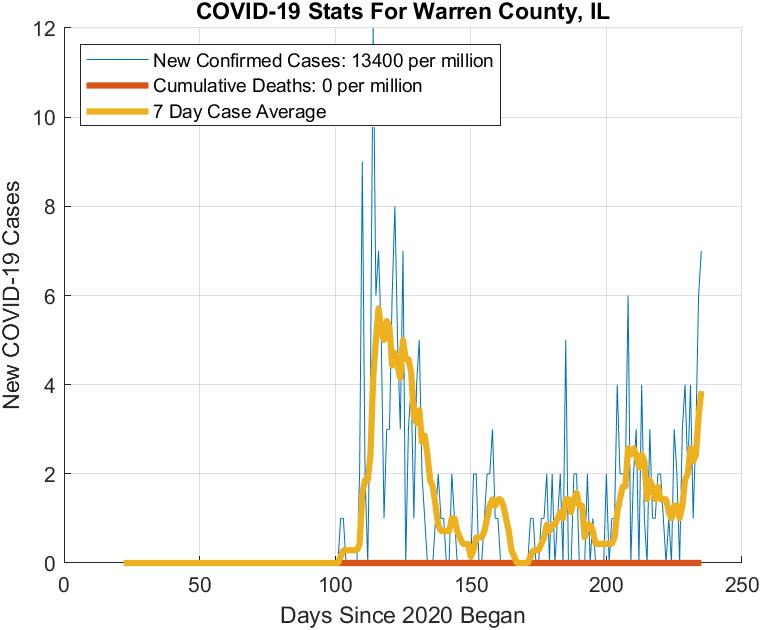 COVID-19 Stats For Warren County, IL
New Confirmed Cases: 13400 per million
Cumulative Deaths: 0 per million
7 Day Case Average
New COVID-19 Cases
12
10
8
6
4
2
0
0 50 100 150 200 250
Days Since 2020 Began